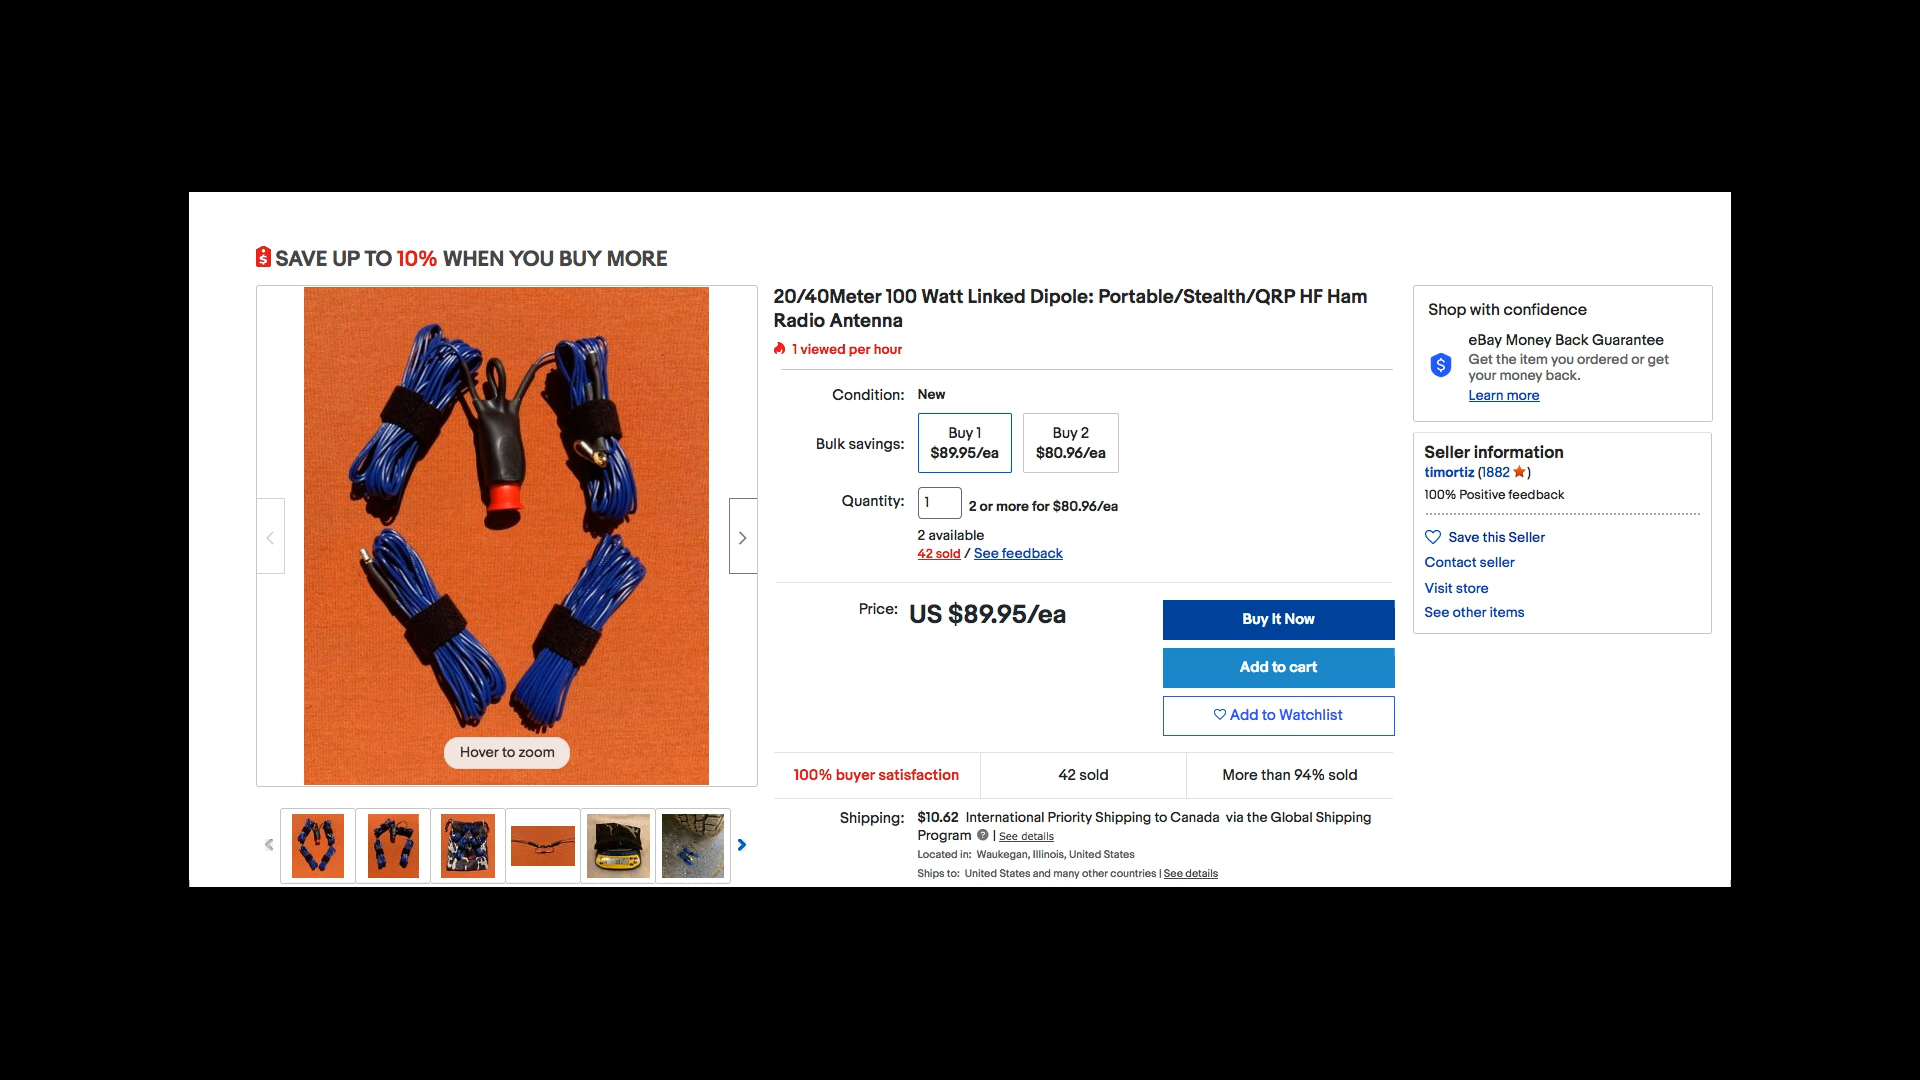 SAVE UP TO 10% WHEN YOU BUY MORE
Hover to zoom
20/40Meter 100 Watt Linked Dipole: Portable/Stealth/QRP HF Ham
Radio Antenna
1 viewed per hour
Condition: New
Bulk savings:
Buy 1
$89.95/ea
Buy 2
$80.96/ea
Quantity: 1 2 or more for $80.96/ea
2 available
42 sold / See feedback
Price: US $89.95/ea
Buy It Now
Add to cart
Add to Watchlist
100% buyer satisfaction
42 sold
More than 94% sold
Shipping: $10.62 International Priority Shipping to Canada via the Global Shipping
Program | See details
Located in: Waukegan, Illinois, United States
Ships to: United States and many other countries | See details
Shop with confidence
eBay Money Back Guarantee
Get the item you ordered or get
your money back.
Learn more
Seller information
timortiz (1882)
100% Positive feedback
Save this Seller
Contact seller
Visit store
See other items